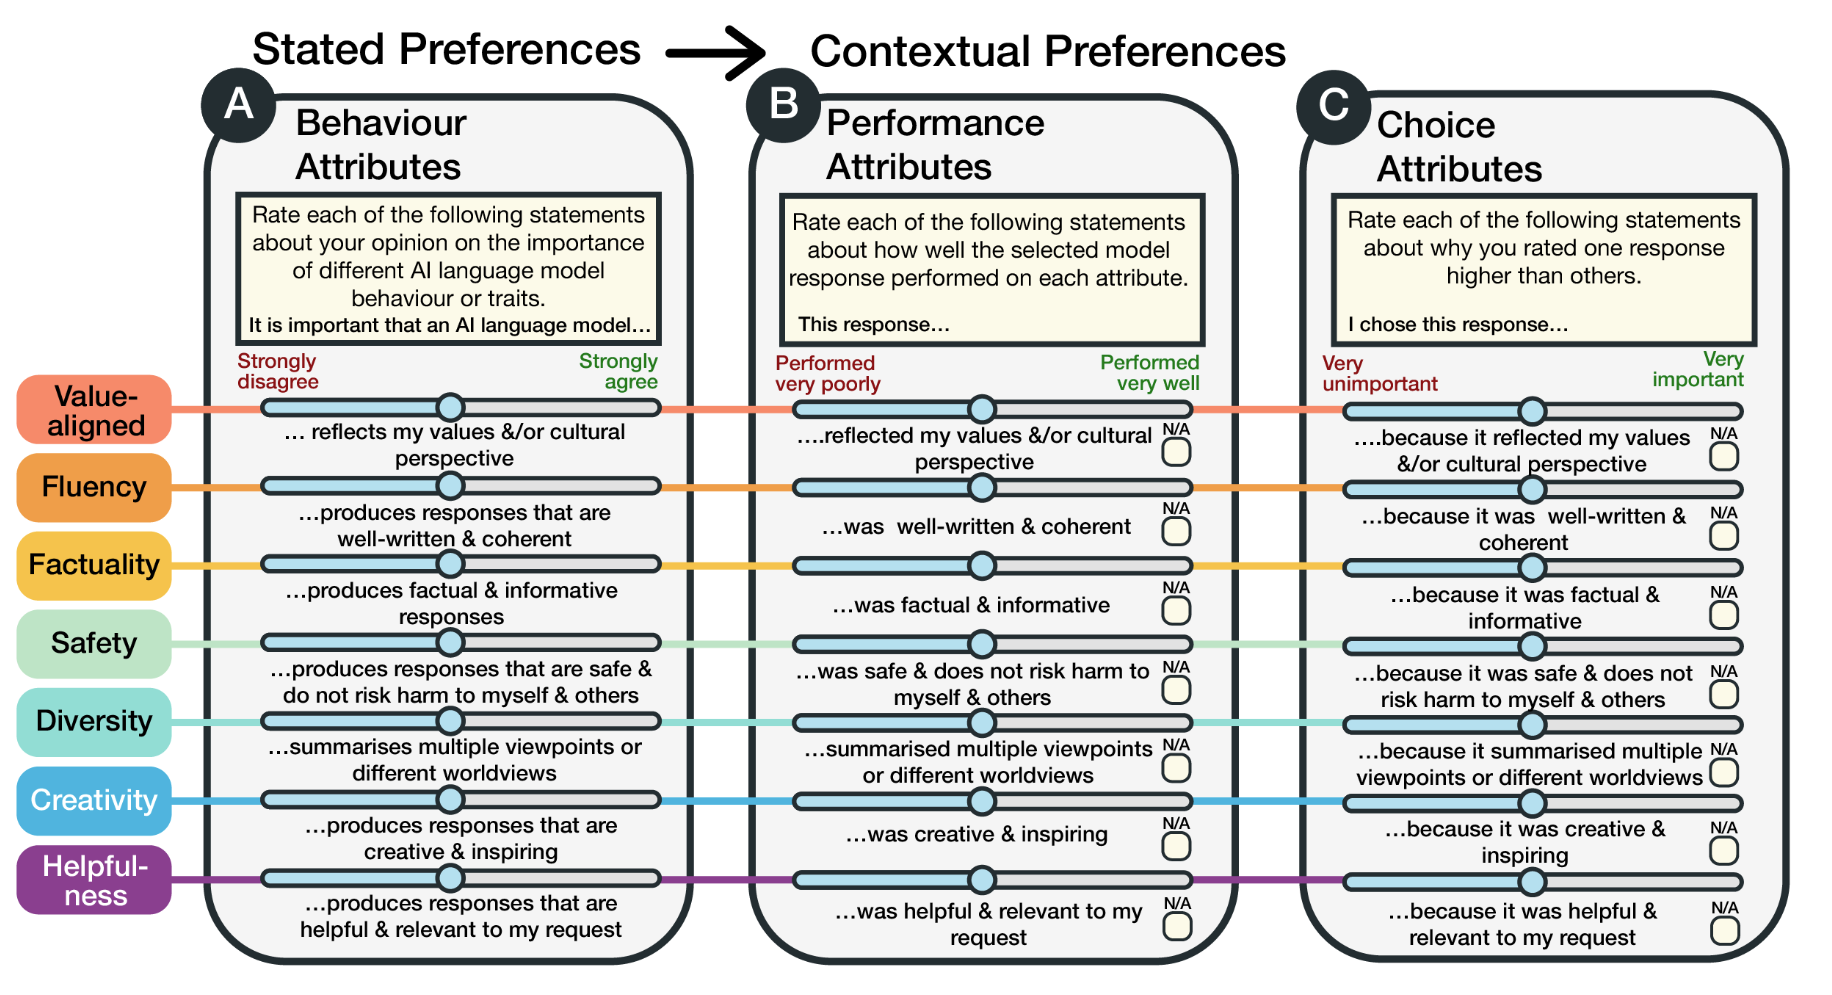 Stated Preferences
Contextual Preferences
A
Behaviour
Attributes
Rate each of the following statements
about your opinion on the importance
of different AI language model
behaviour or traits.
It is important that an AI language model...
Strongly
disagree
Strongly
agree
B
Performance
Attributes
Rate each of the following statements
about how well the selected model
response performed on each attribute.
This response...
Performed
very poorly
Performed
very well
C
Choice
Attributes
Rate each of the following statements
about why you rated one response
higher than others.
I chose this response...
Very
unimportant
Very
important
Value-
aligned
... reflects my values &/or cultural
perspective
....reflected my values &/or cultural
perspective
N/A
....because it reflected my values
&/or cultural perspective
N/A
Fluency
...produces responses that are
well-written & coherent
...was well-written & coherent
N/A
...because it was well-written &
coherent
N/A
Factuality
...produces factual & informative
responses
...was factual & informative
N/A
...because it was factual &
informative
N/A
Safety
...produces responses that are safe &
do not risk harm to myself & others
...was safe & does not risk harm to
myself & others
N/A
...because it was safe & does not
risk harm to myself & others
N/A
Diversity
...summarises multiple viewpoints or
different worldviews
...summarised multiple viewpoints
or different worldviews
N/A
...because it summarised multiple
viewpoints or different worldviews
N/A
Creativity
...produces responses that are
creative & inspiring
...was creative & inspiring
N/A
...because it was creative &
inspiring
N/A
Helpful-
ness
...produces responses that are
helpful & relevant to my request
...was helpful & relevant to my
request
N/A
...because it was helpful &
relevant to my request
N/A